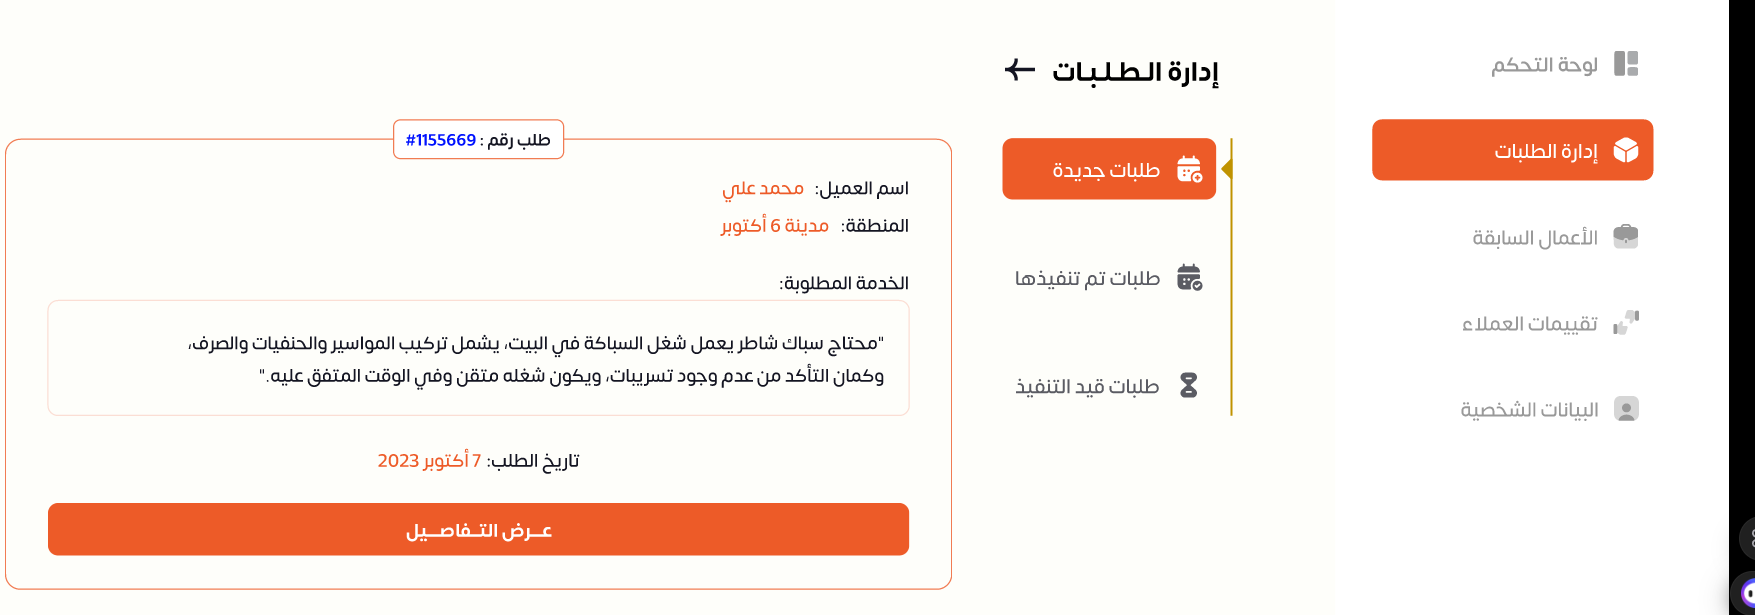 لوحة التحكم
إدارة الطلبات
الأعمال السابقة
تقييمات العملاء
البيانات الشخصية
إدارة الـطـلـبـات
طلبات جديدة
طلبات تم تنفيذها
طلبات قيد التنفيذ
طلب رقم : 1155669#
اسم العميل: محمد علي
المنطقة: مدينة 6 أكتوبر
الخدمة المطلوبة:
"محتاج سباك شاطر يعمل شغل السباكة في البيت، يشمل تركيب المواسير والحنفيات والصرف،
وكمان التأكد من عدم وجود تسريبات، ويكون شغله متقن وفي الوقت المتفق عليه."
تاريخ الطلب: 7 أكتوبر 2023
عــرض التــفاصــيل